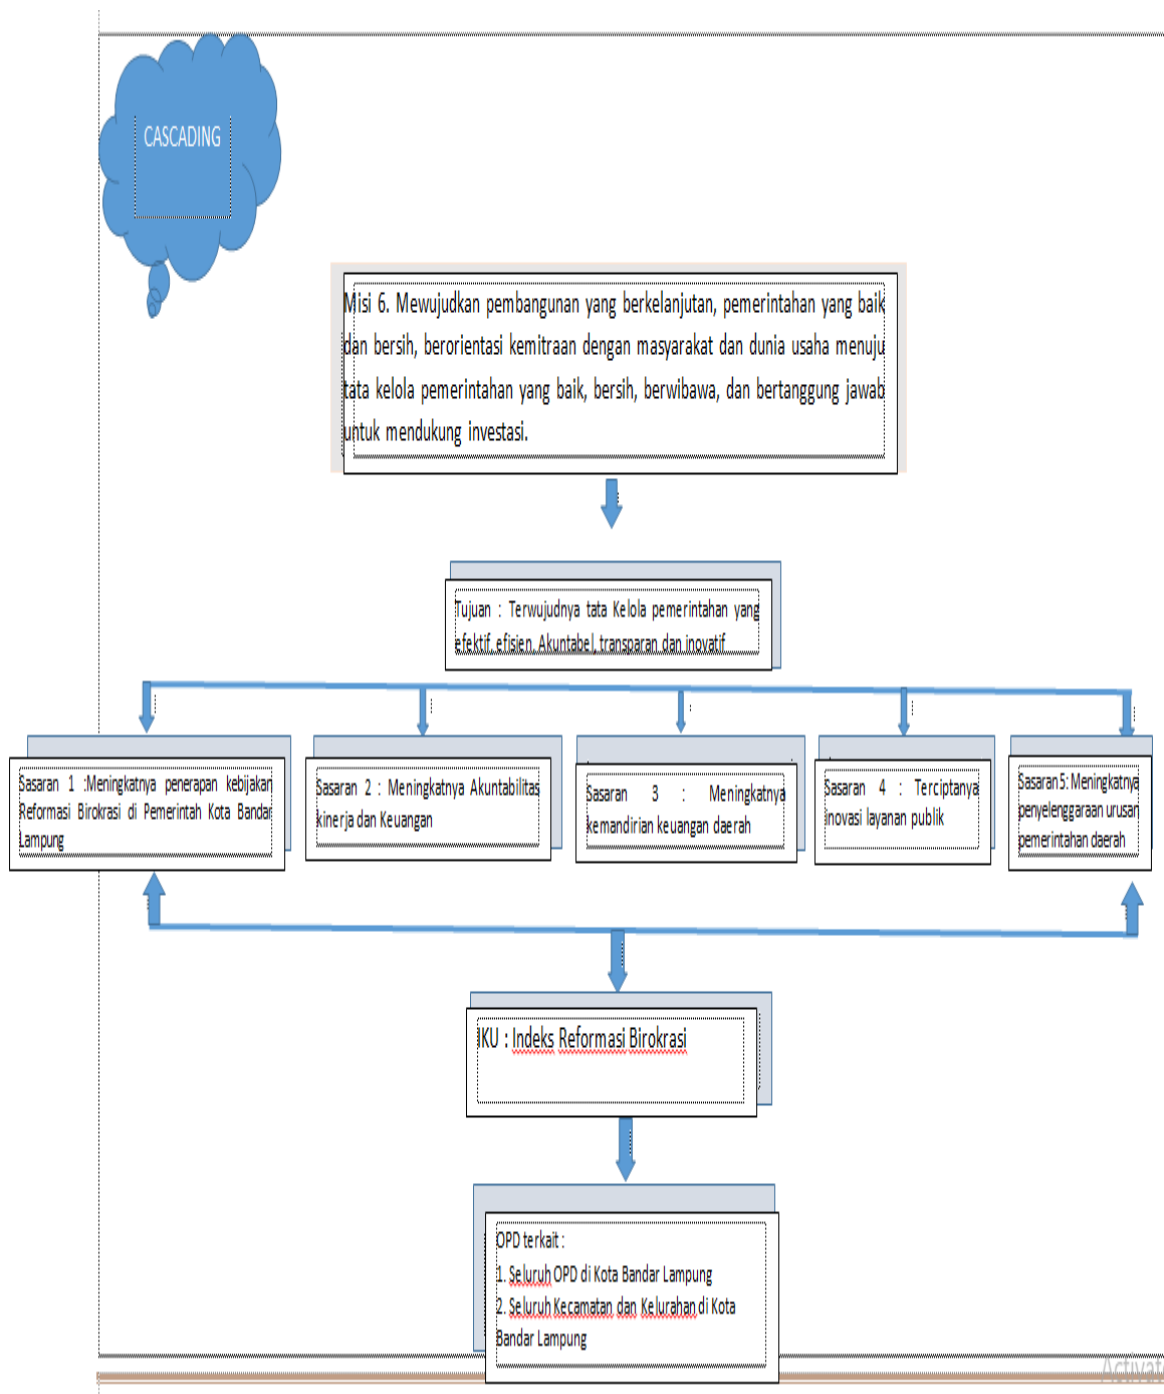 CASCADING
Misi 6. Mewujudkan pembangunan yang berkelanjutan, pemerintahan yang baik
dan bersih, berorientasi kemitraan dengan masyarakat dan dunia usaha menuju
tata kelola pemerintahan yang baik, bersih, berwibawa, dan bertanggung jawab
untuk mendukung investasi.
Tujuan : Terwujudnya tata Kelola pemerintahan yang
efektif, efisien, Akuntabel, transparan dan inovatif
Sasaran 1 :Meningkatnya penerapan kebijakan
Reformasi Birokrasi di Pemerintah Kota Bandar
Lampung
Sasaran 2 : Meningkatnya Akuntabilitas
kinerja dan Keuangan
Sasaran 3 : Meningkatnya
kemandirian keuangan daerah
Sasaran 4 : Terciptanya
inovasi layanan publik
Sasaran 5: Meningkatnya
penyelenggaraan urusan
pemerintahan daerah
IKU : Indeks Reformasi Birokrasi
OPD terkait :
1. Seluruh OPD di Kota Bandar Lampung
2. Seluruh Kecamatan dan Kelurahan di Kota
Bandar Lampung
Activate